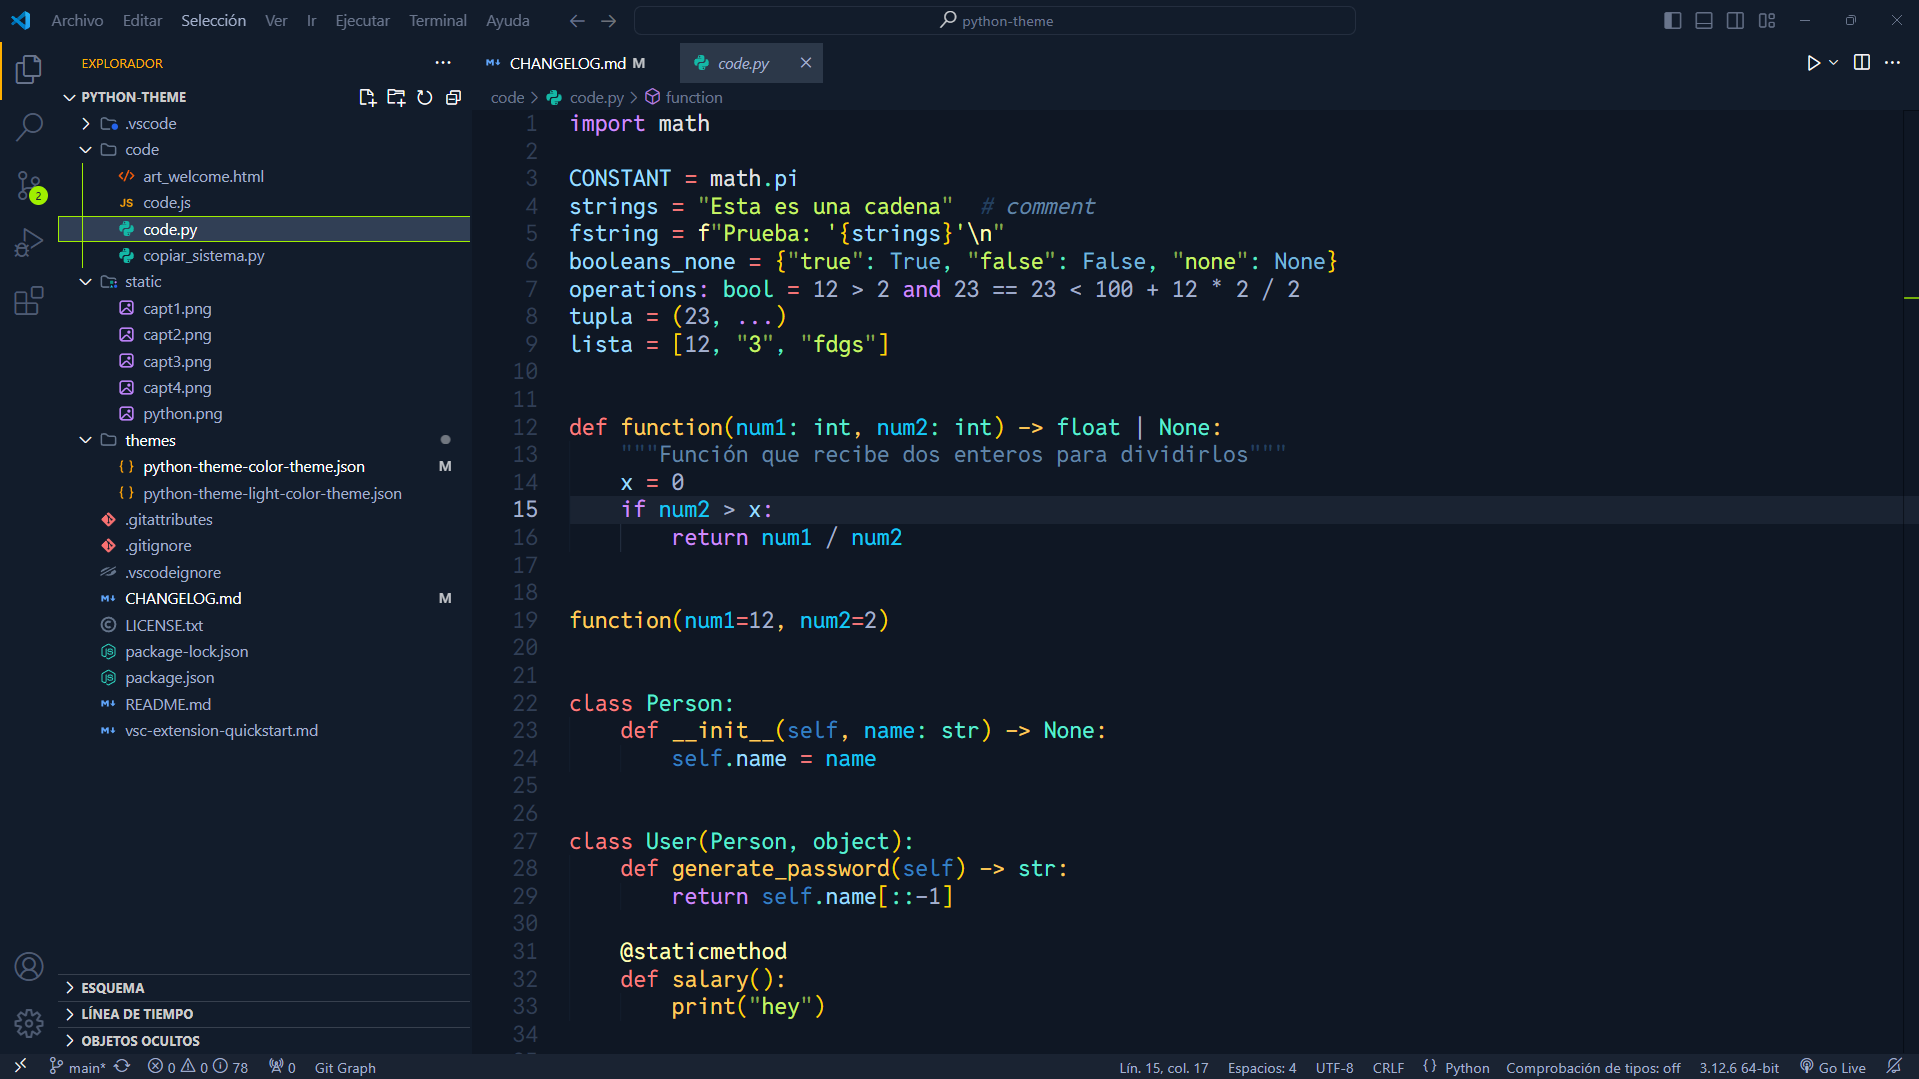 Archivo Editar Selección Ver Ir Ejecutar Terminal Ayuda
python-theme
EXPLORADOR
PYTHON-THEME
.vscode
code
art_welcome.html
JS code.js
code.py
copiar_sistema.py
static
capt1.png
capt2.png
capt3.png
capt4.png
python.png
themes
{} python-theme-color-theme.json M
{} python-theme-light-color-theme.json
.gitattributes
.gitignore
.vscodeignore
CHANGELOG.md M
LICENSE.txt
package-lock.json
package.json
README.md
vsc-extension-quickstart.md
2
ESQUEMA
LÍNEA DE TIEMPO
OBJETOS OCULTOS
CHANGELOG.md M code.py
code > code.py > function
1 import math
2
3 CONSTANT = math.pi
4 strings = "Esta es una cadena"  # comment
5 fstring = f"Prueba: '{strings}'\n"
6 booleans_none = {"true": True, "false": False, "none": None}
7 operations: bool = 12 > 2 and 23 == 23 < 100 + 12 * 2 / 2
8 tupla = (23, ...)
9 lista = [12, "3", "fdgs"]
10
11
12 def function(num1: int, num2: int) -> float | None:
13     """Función que recibe dos enteros para dividirlos"""
14     x = 0
15     if num2 > x:
16         return num1 / num2
17
18
19 function(num1=12, num2=2)
20
21
22 class Person:
23     def __init__(self, name: str) -> None:
24         self.name = name
25
26
27 class User(Person, object):
28     def generate_password(self) -> str:
29         return self.name[::-1]
30
31     @staticmethod
32     def salary():
33         print("hey")
34
main* 0 0 78 0 Git Graph
Lín. 15, col. 17 Espacios: 4 UTF-8 CRLF {} Python Comprobación de tipos: off 3.12.6 64-bit Go Live